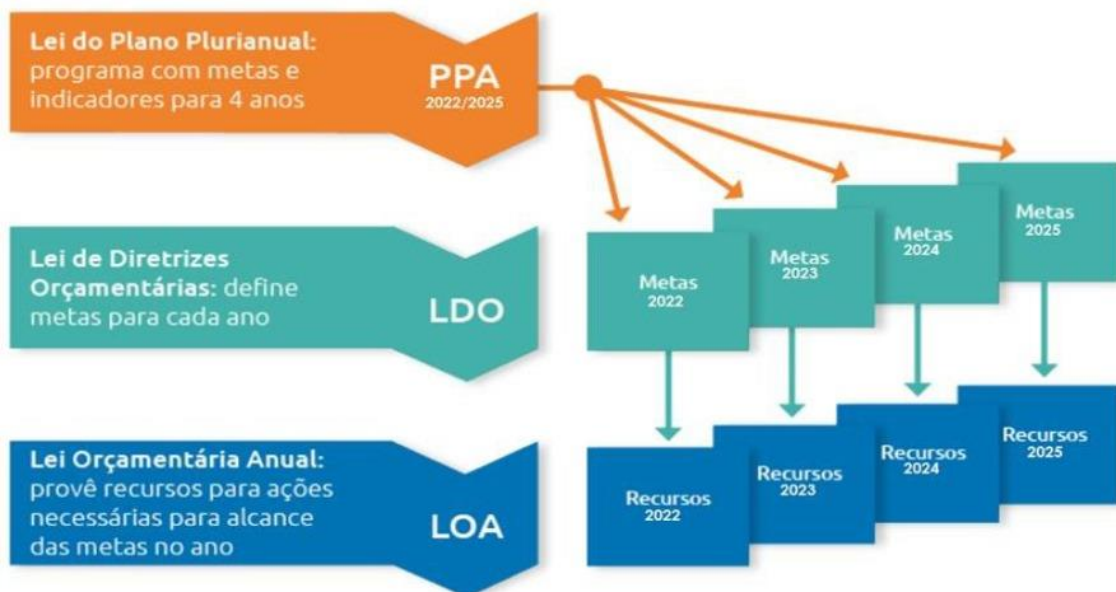 Lei do Plano Plurianual:
programa com metas e
indicadores para 4 anos
PPA
2022/2025
Lei de Diretrizes
Orçamentárias: define
metas para cada ano
LDO
Metas
2022
Metas
2023
Metas
2024
Metas
2025
Lei Orçamentária Anual:
provê recursos para ações
necessárias para alcance
das metas no ano
LOA
Recursos
2022
Recursos
2023
Recursos
2024
Recursos
2025